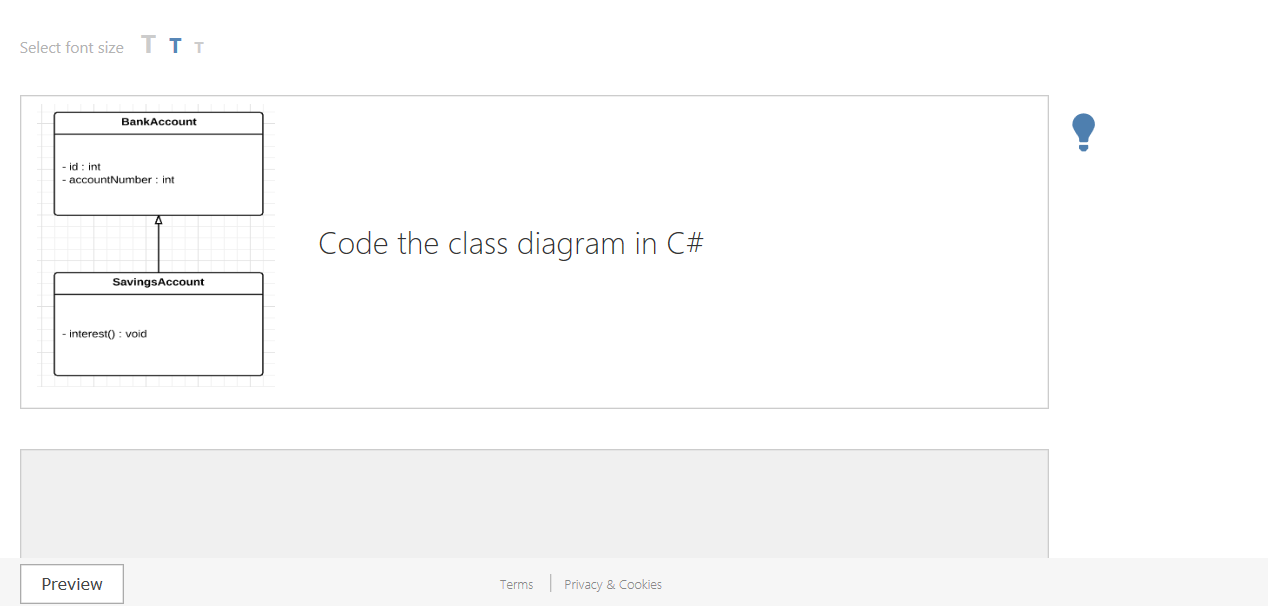 Select font size T T T
BankAccount
- id : int
- accountNumber : int
Code the class diagram in C#
SavingsAccount
- interest() : void
Preview
Terms | Privacy & Cookies